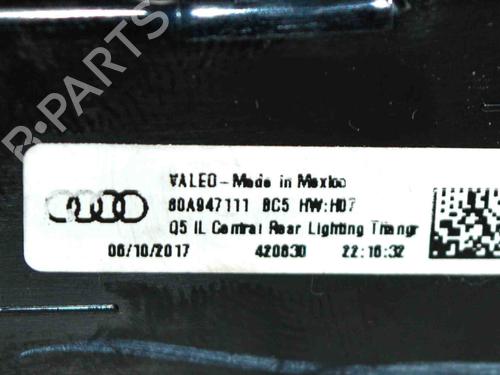 B-PARTS
VALEO - Made in Mexico
80A947111 BC5 HW:H07
Q5 IL Central Rear Lighting Triangr
06/10/2017 420830 22:16:32